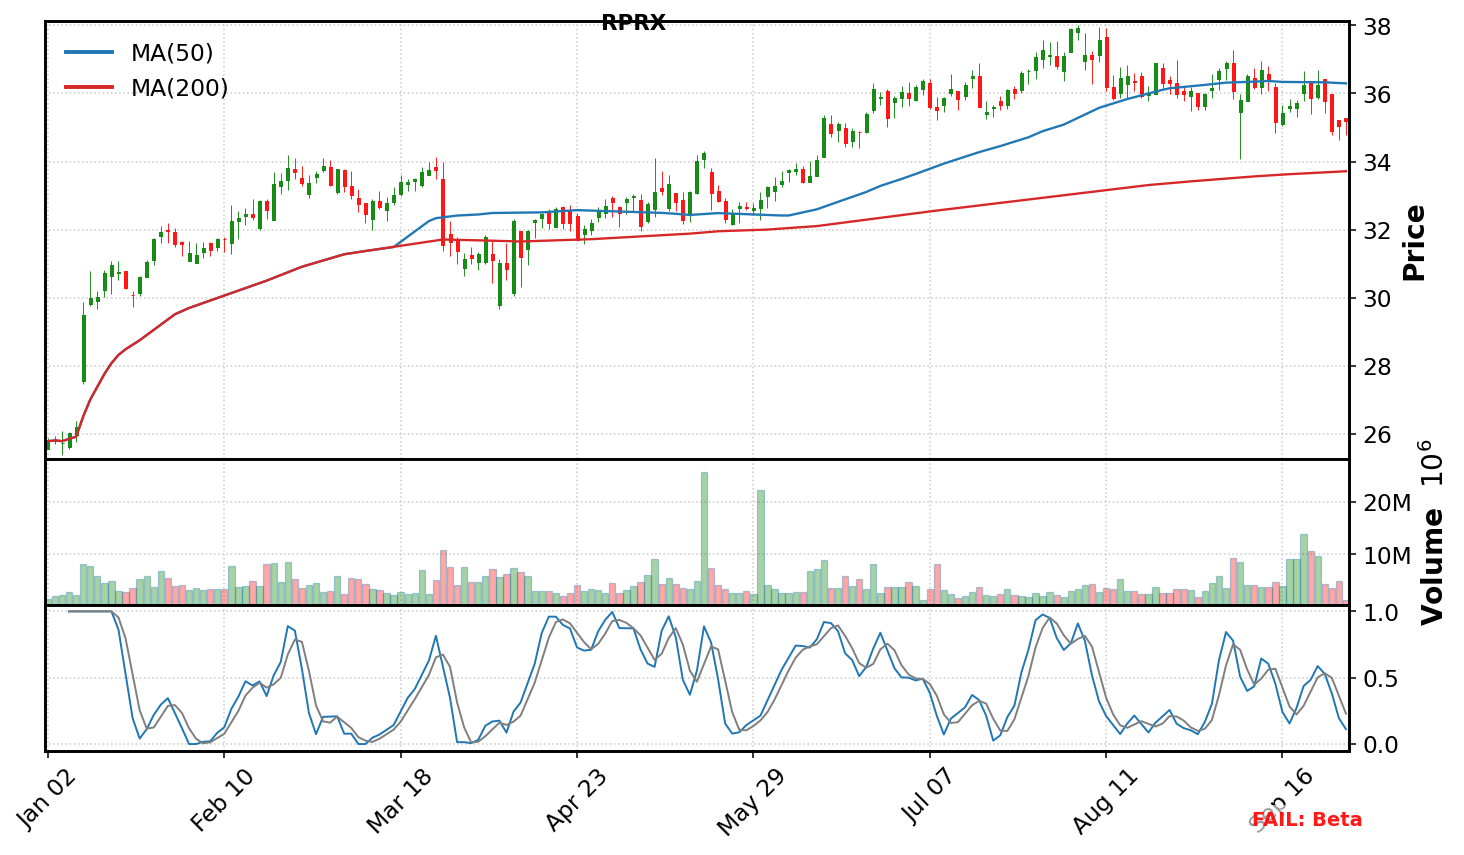 RPRX
MA(50)
MA(200)
38
36
34
32
30
28
26
Price
10^6
20M
10M
Volume
1.0
0.5
0.0
Jan 02
Feb 10
Mar 18
Apr 23
May 29
Jul 07
Aug 11
Sep 16
FAIL: Beta